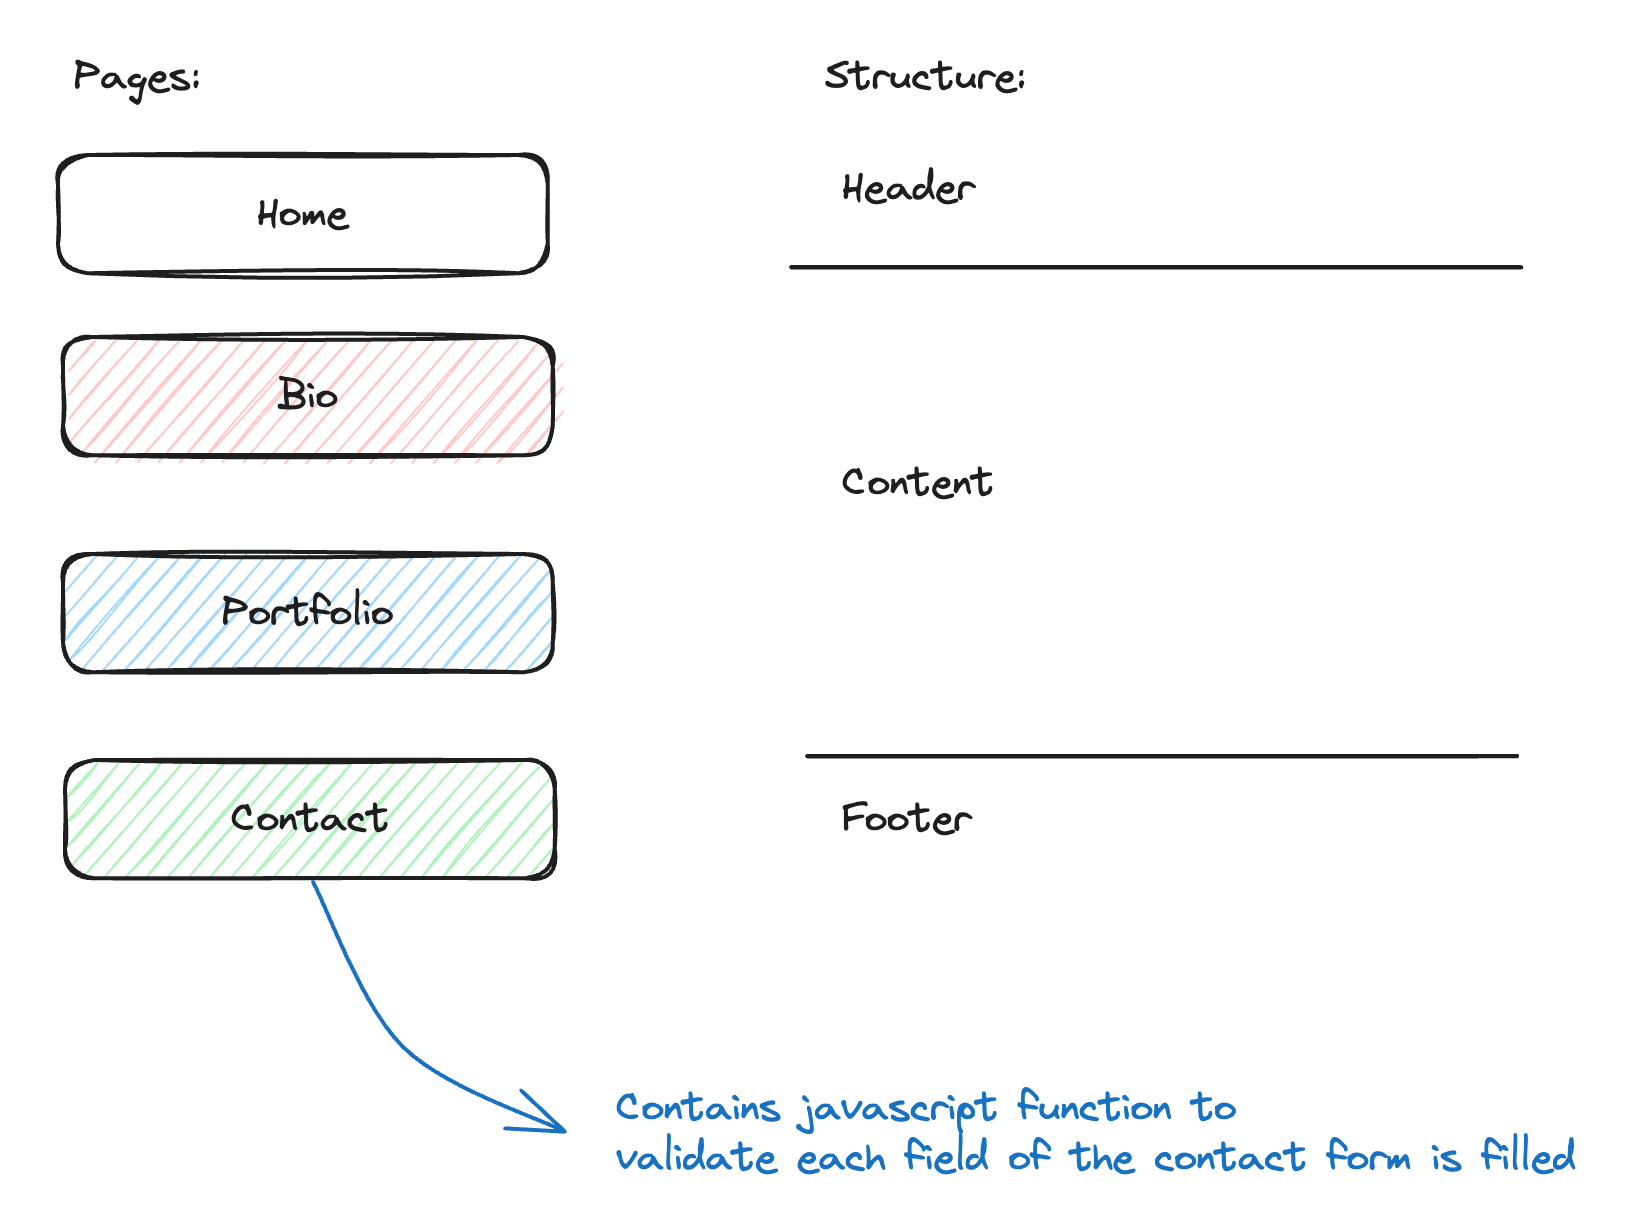 Pages:
Home
Bio
Portfolio
Contact
Structure:
Header
Content
Footer
Contains javascript function to
validate each field of the contact form is filled